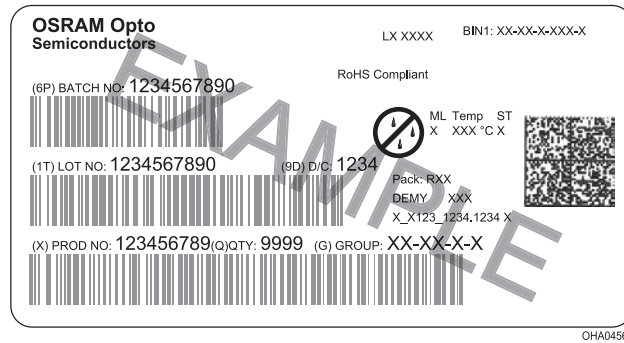 OSRAM Opto
Semiconductors
LX XXXX
BIN1: XX-XX-X-XXX-X
RoHS Compliant
(6P) BATCH NO: 1234567890
ML Temp ST
X XXX °C X
(1T) LOT NO: 1234567890
(9D) D/C: 1234
Pack: RXX
DEMY XXX
X_X123_1234.1234 X
(X) PROD NO: 123456789(Q)QTY: 9999 (G) GROUP: XX-XX-X-X
EXAMPLE
OHA0456